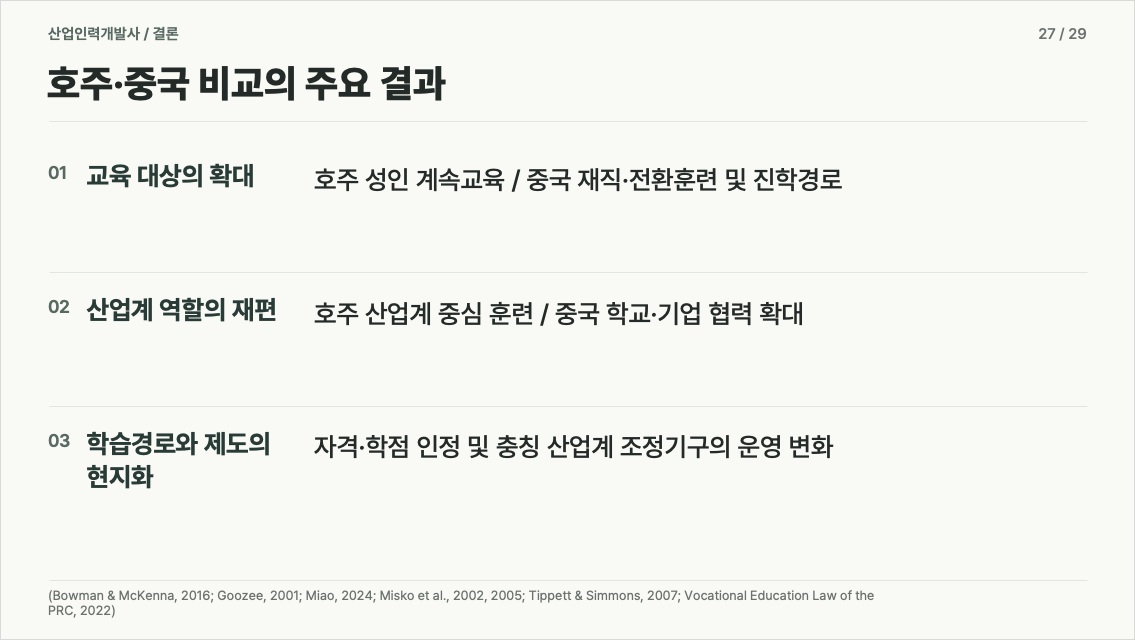 산업인력개발사 / 결론
27 / 29
호주·중국 비교의 주요 결과
01 교육 대상의 확대 호주 성인 계속교육 / 중국 재직·전환훈련 및 진학경로
02 산업계 역할의 재편 호주 산업계 중심 훈련 / 중국 학교·기업 협력 확대
03 학습경로와 제도의 자격·학점 인정 및 충칭 산업계 조정기구의 운영 변화
현지화
(Bowman & McKenna, 2016; Goozee, 2001; Miao, 2024; Misko et al., 2002, 2005; Tippett & Simmons, 2007; Vocational Education Law of the
PRC, 2022)